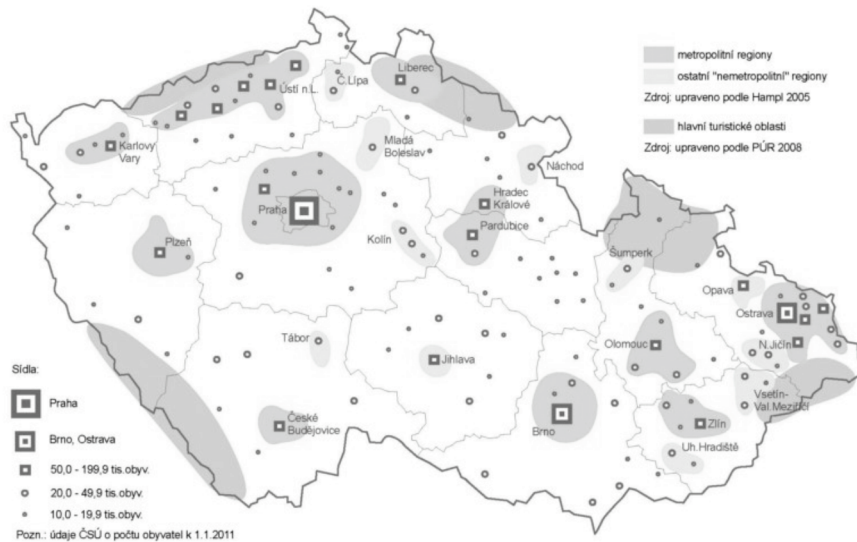 metropolitní regiony
ostatní "nemetropolitní" regiony
Zdroj: upraveno podle Hampl 2005
hlavní turistické oblasti
Zdroj: upraveno podle PÚR 2008
Liberec
Č.Lípa
Ústí n.L.
Karlovy
Vary
Mladá
Boleslav
Náchod
Hradec
Králové
Praha
Pardubice
Plzeň
Kolín
Šumperk
Opava
Ostrava
Tábor
Jihlava
Olomouc
N.Jičín
Vsetín-
Val.Meziříčí
České
Budějovice
Brno
Zlín
Uh.Hradiště
Sídla:
Praha
Brno, Ostrava
50,0 - 199,9 tis.obyv.
20,0 - 49,9 tis.obyv.
10,0 - 19,9 tis.obyv.
Pozn.: údaje ČSÚ o počtu obyvatel k 1.1.2011